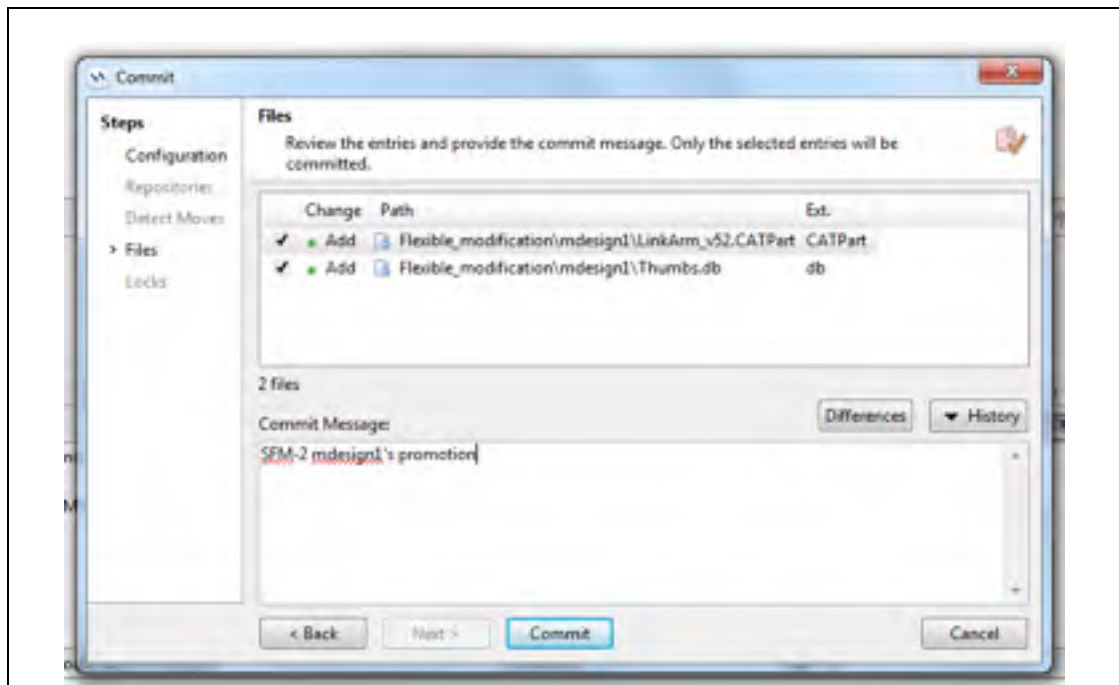 Commit
Steps
Configuration
Repositories
Detect Moves
> Files
Locks
Files
Review the entries and provide the commit message. Only the selected entries will be
committed.
Change Path Ext.
✔ Add Flexible_modification\mdesign1\LinkArm_v52.CATPart CATPart
✔ Add Flexible_modification\mdesign1\Thumbs.db db
2 files
Differences
History
Commit Message:
SFM-2 mdesign1's promotion
< Back
Next >
Commit
Cancel